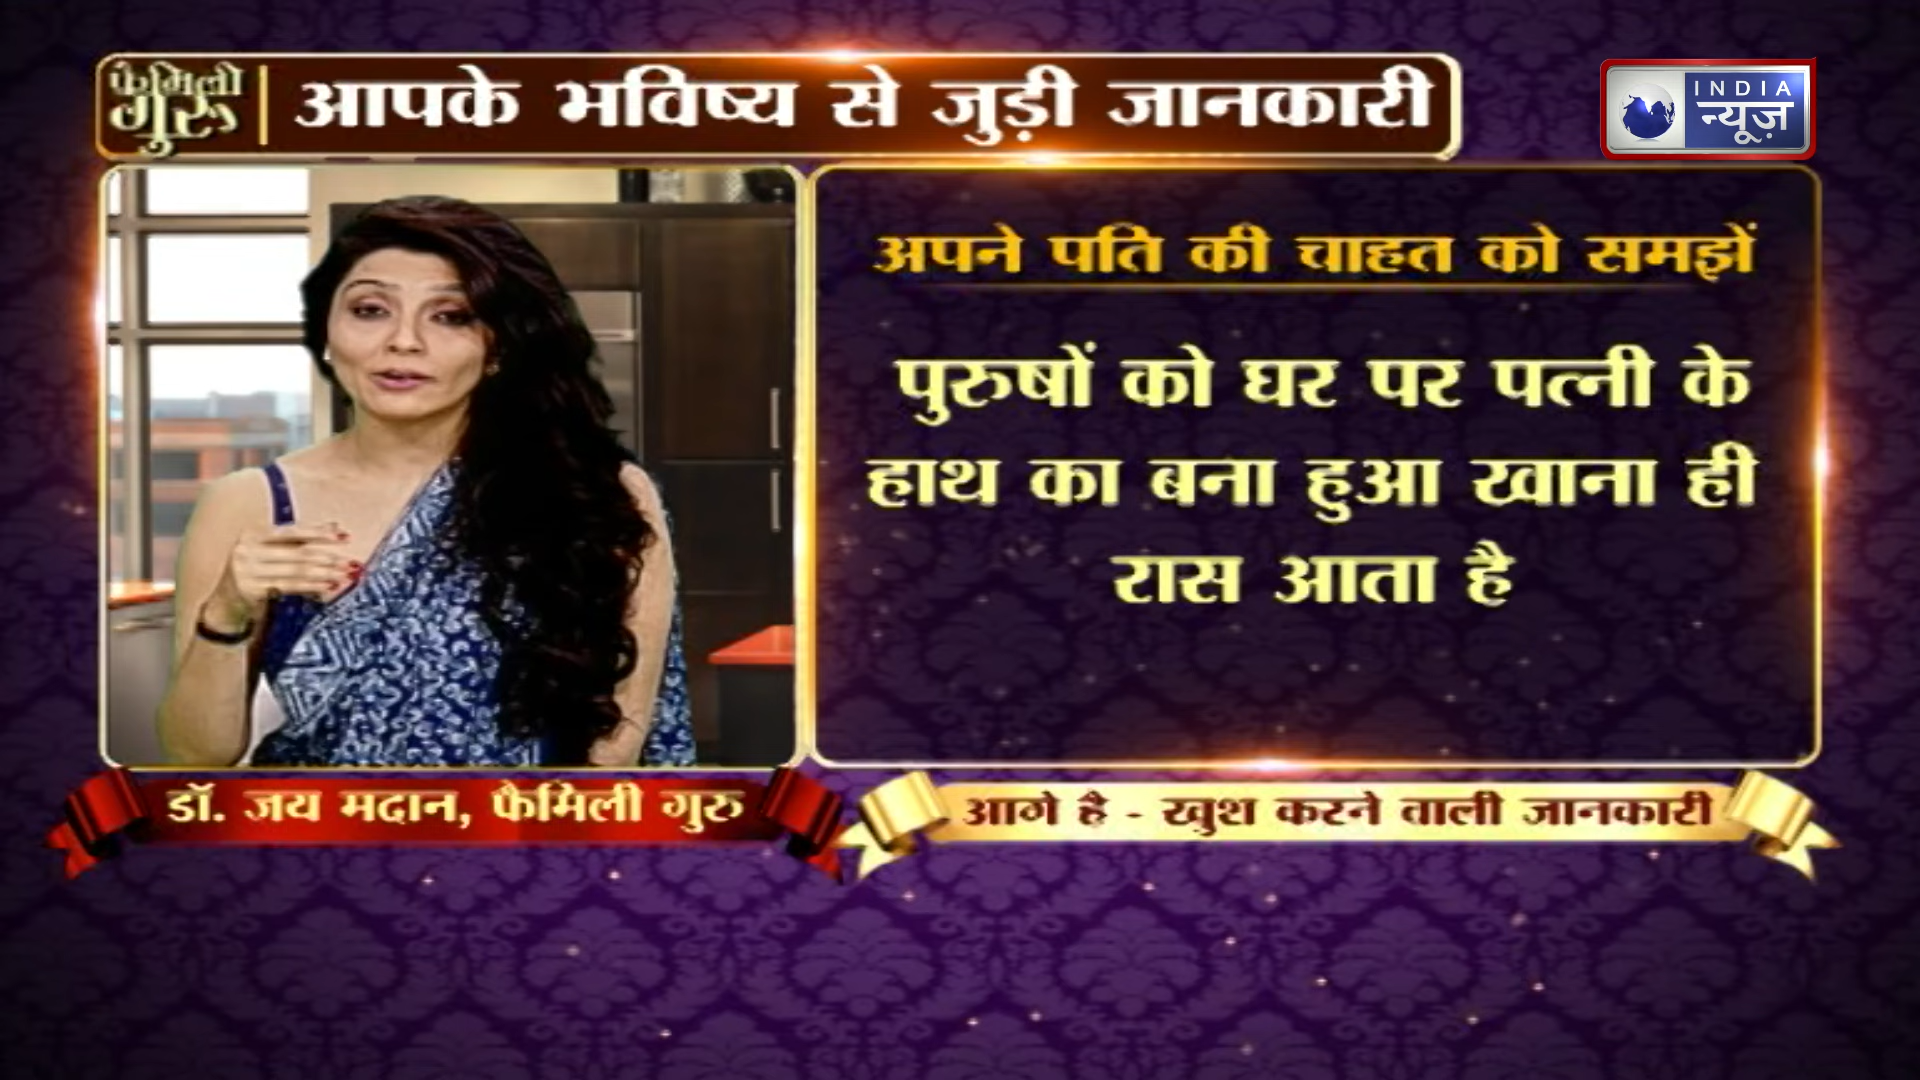 फैमिली
गुरु
आपके भविष्य से जुड़ी जानकारी
INDIA
न्यूज़
अपने पति की चाहत को समझें
पुरुषों को घर पर पत्नी के
हाथ का बना हुआ खाना ही
रास आता है
डॉ. जय मदान, फैमिली गुरु
आगे है - खुश करने वाली जानकारी